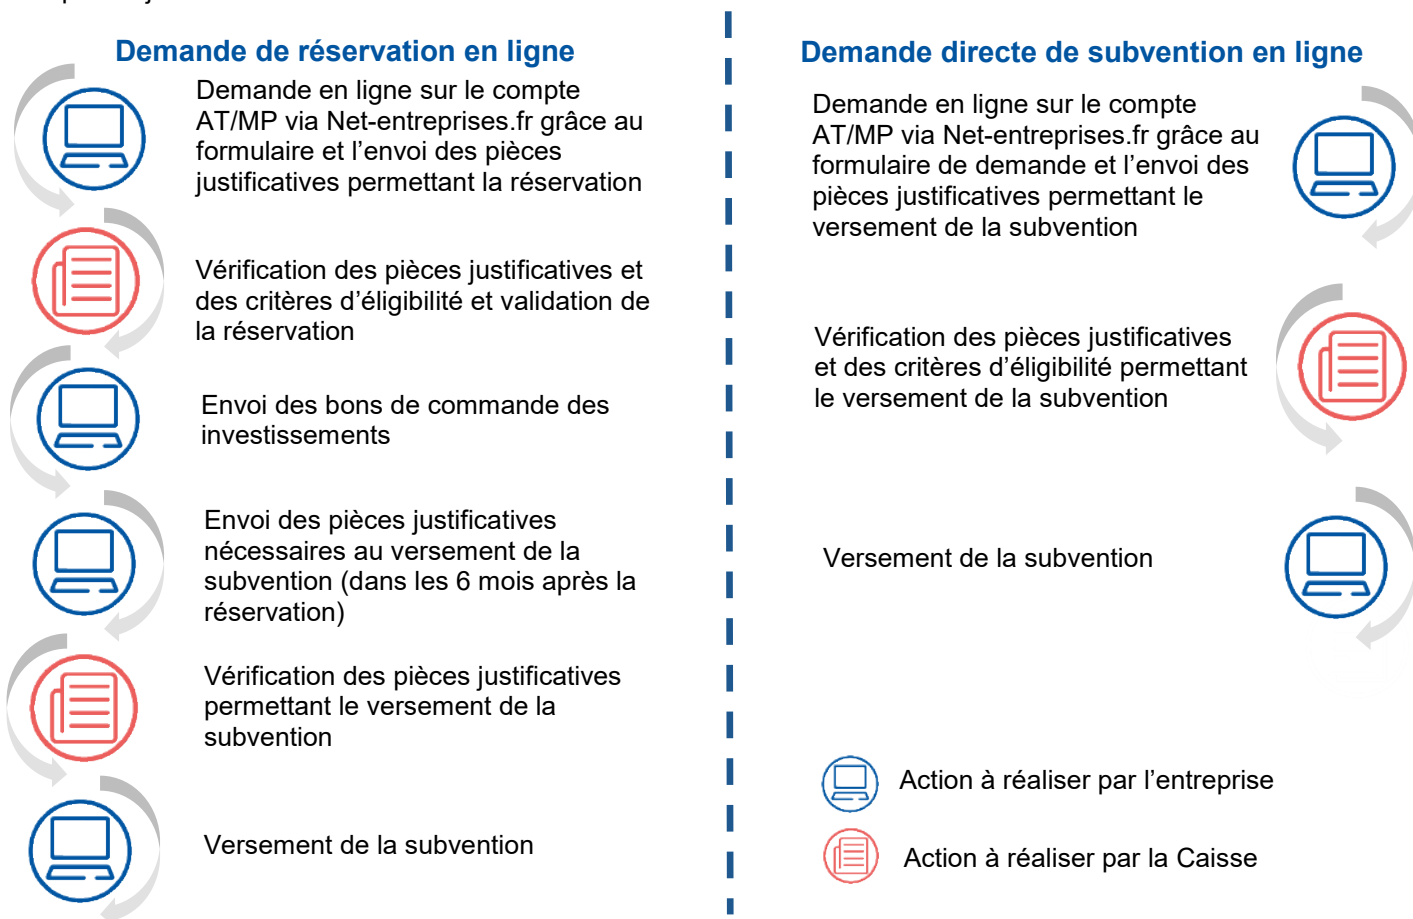 Demande de réservation en ligne
Demande en ligne sur le compte
AT/MP via Net-entreprises.fr grâce au
formulaire et l’envoi des pièces
justificatives permettant la réservation
Vérification des pièces justificatives et
des critères d’éligibilité et validation de
la réservation
Envoi des bons de commande des
investissements
Envoi des pièces justificatives
nécessaires au versement de la
subvention (dans les 6 mois après la
réservation)
Vérification des pièces justificatives
permettant le versement de la
subvention
Versement de la subvention
Demande directe de subvention en ligne
Demande en ligne sur le compte
AT/MP via Net-entreprises.fr grâce au
formulaire de demande et l’envoi des
pièces justificatives permettant le
versement de la subvention
Vérification des pièces justificatives
et des critères d’éligibilité permettant
le versement de la subvention
Versement de la subvention
Action à réaliser par l’entreprise
Action à réaliser par la Caisse